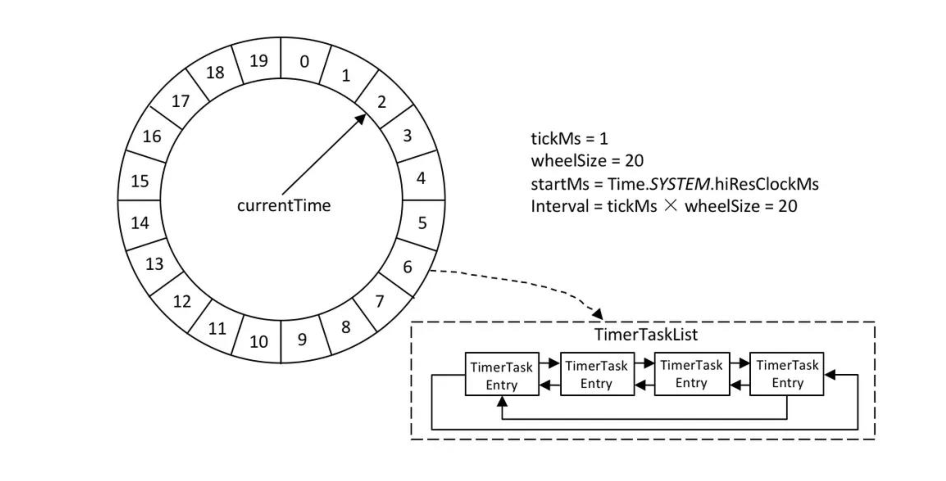 0
1
2
3
4
5
6
7
8
9
10
11
12
13
14
15
16
17
18
19
currentTime
tickMs = 1
wheelSize = 20
startMs = Time.SYSTEM.hiResClockMs
Interval = tickMs × wheelSize = 20
TimerTaskList
TimerTask
Entry
TimerTask
Entry
TimerTask
Entry
TimerTask
Entry